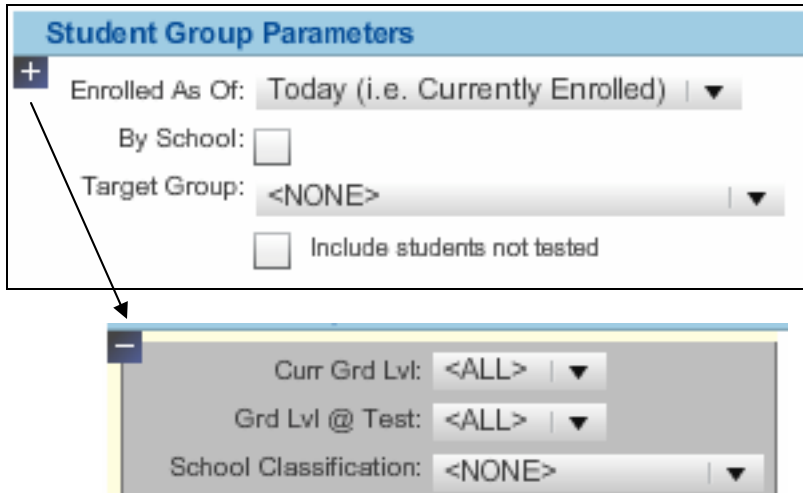 Student Group Parameters
+
Enrolled As Of: Today (i.e. Currently Enrolled)
By School:
Target Group: <NONE>
Include students not tested
−
Curr Grd Lvl: <ALL>
Grd Lvl @ Test: <ALL>
School Classification: <NONE>